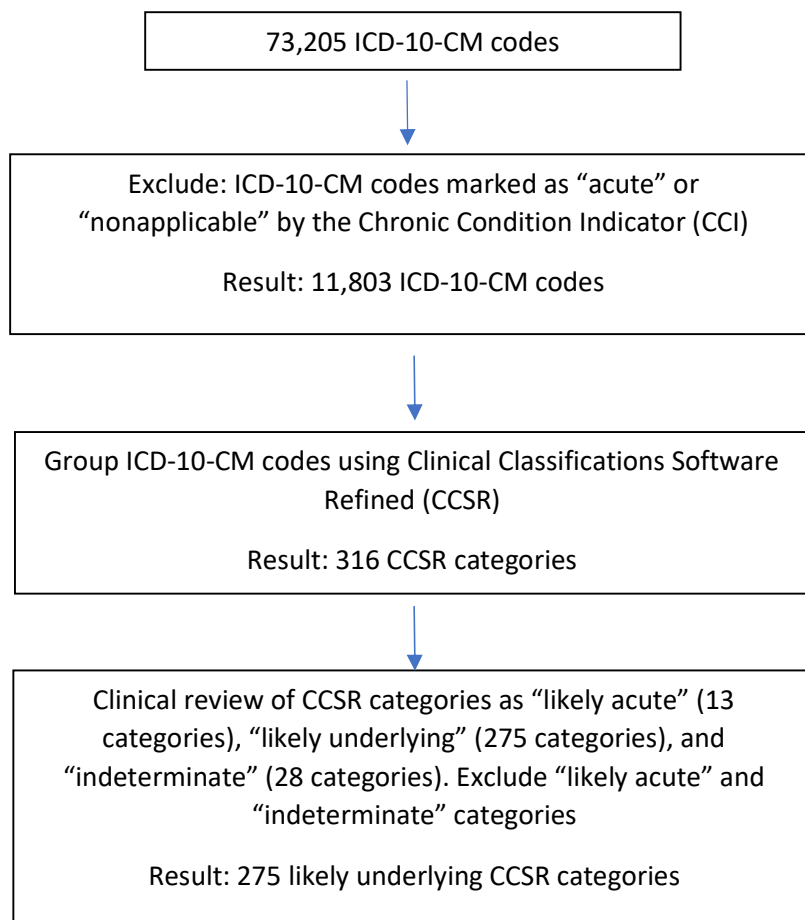 73,205 ICD-10-CM codes
Exclude: ICD-10-CM codes marked as “acute” or
“nonapplicable” by the Chronic Condition Indicator (CCI)
Result: 11,803 ICD-10-CM codes
Group ICD-10-CM codes using Clinical Classifications Software
Refined (CCSR)
Result: 316 CCSR categories
Clinical review of CCSR categories as “likely acute” (13
categories), “likely underlying” (275 categories), and
“indeterminate” (28 categories). Exclude “likely acute” and
“indeterminate” categories
Result: 275 likely underlying CCSR categories